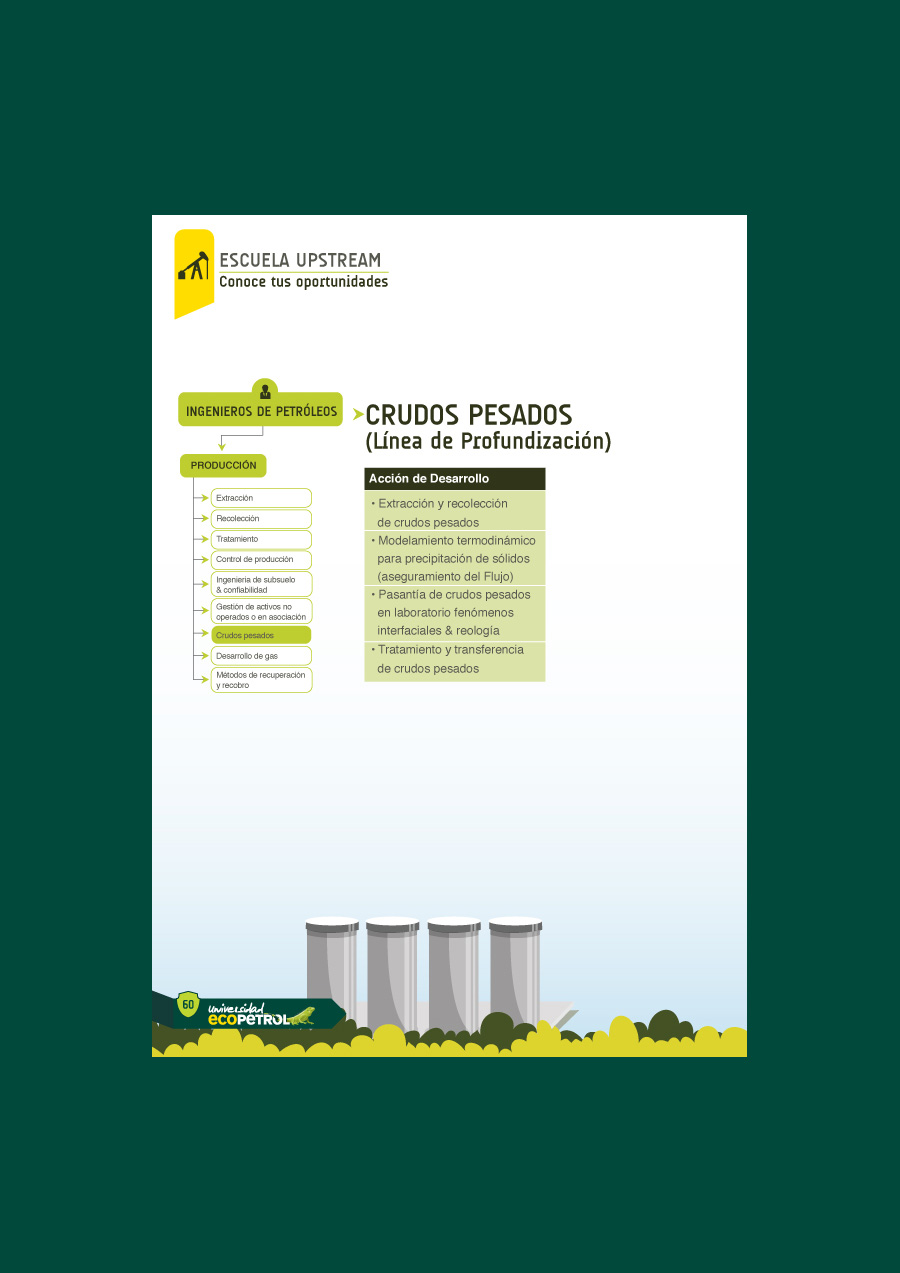 ESCUELA UPSTREAM
Conoce tus oportunidades
INGENIEROS DE PETRÓLEOS
PRODUCCIÓN
Extracción
Recolección
Tratamiento
Control de producción
Ingenieria de subsuelo
& confiabilidad
Gestión de activos no
operados o en asociación
Crudos pesados
Desarrollo de gas
Métodos de recuperación
y recobro
CRUDOS PESADOS
(Línea de Profundización)
Acción de Desarrollo
• Extracción y recolección
de crudos pesados
• Modelamiento termodinámico
para precipitación de sólidos
(aseguramiento del Flujo)
• Pasantía de crudos pesados
en laboratorio fenómenos
interfaciales & reología
• Tratamiento y transferencia
de crudos pesados
60
universidad
ECOPETROL